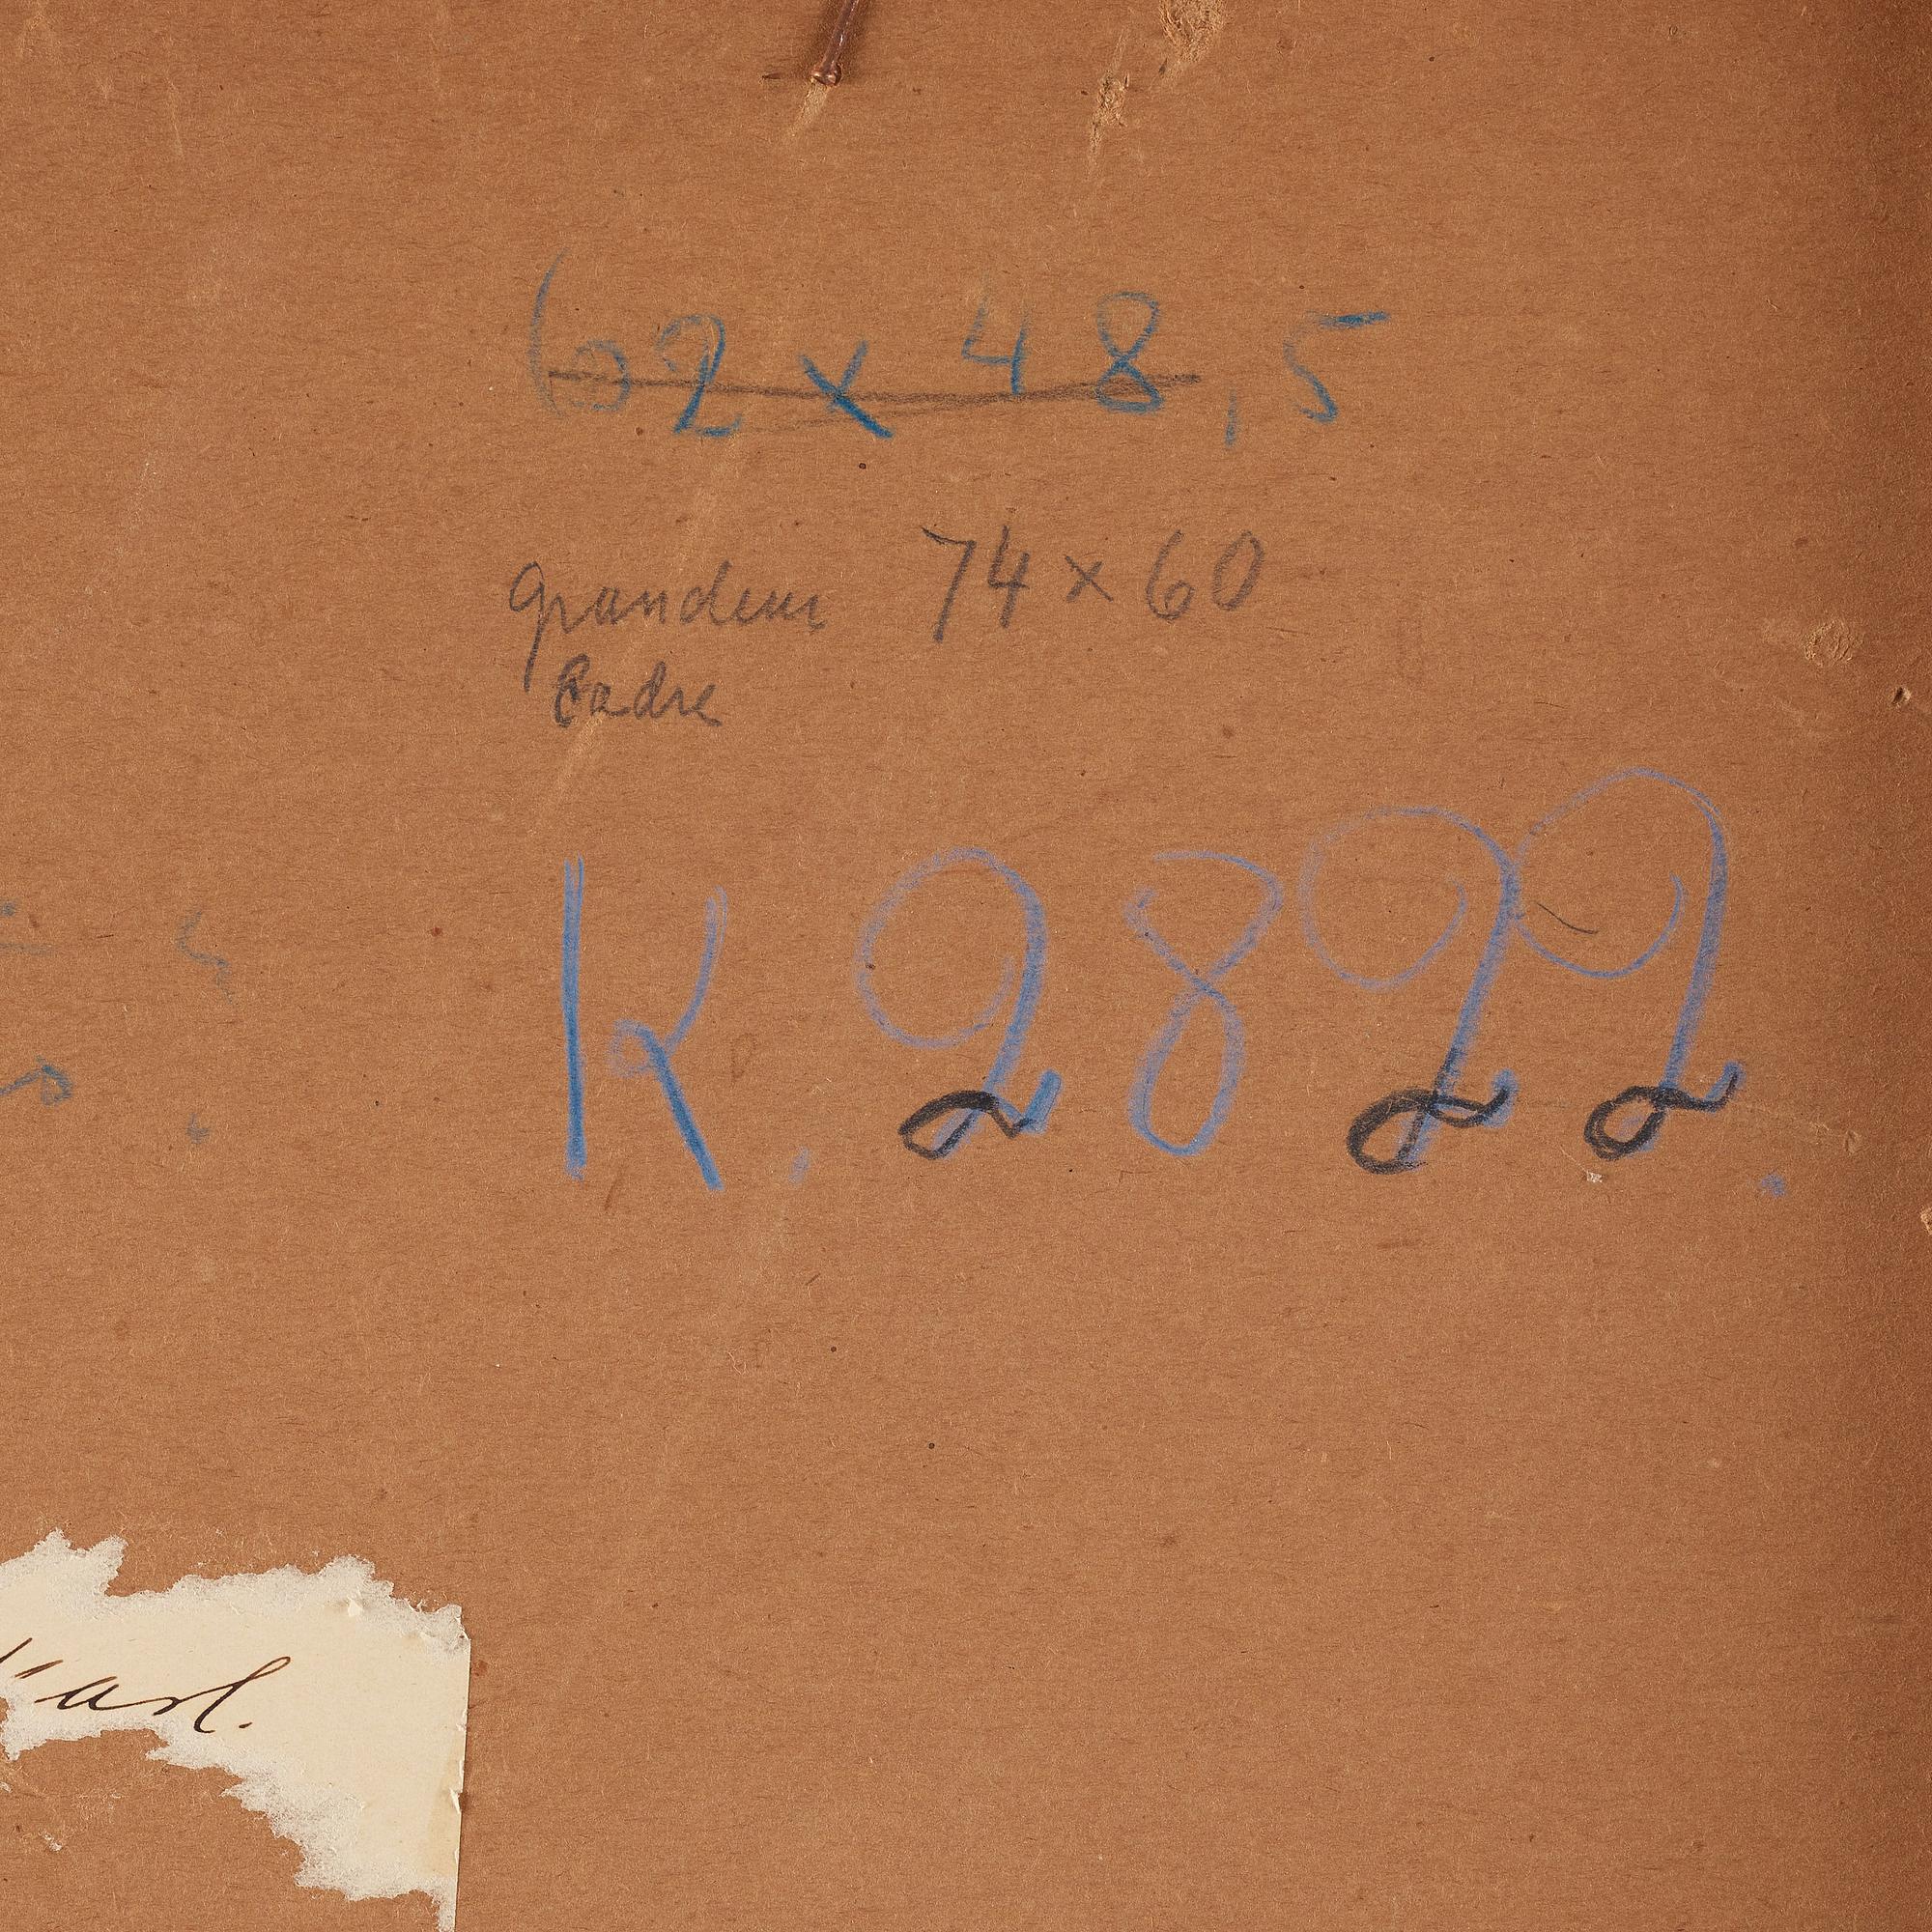 62 x 48,5
grandeur 74 x 60
Cadre
K. 2822.